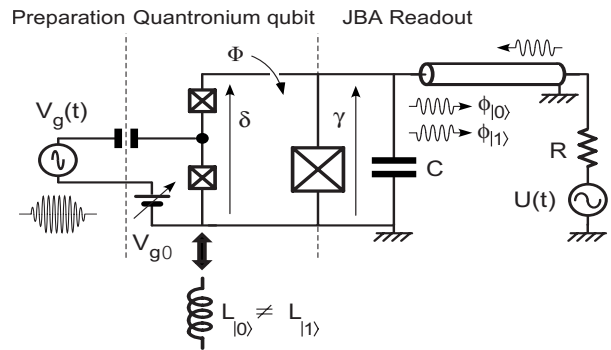 Preparation Quantronium qubit JBA Readout
Φ
V_g(t)
δ
γ
ϕ_|0⟩
ϕ_|1⟩
R
C
U(t)
V_g0
L_|0⟩ ≠ L_|1⟩